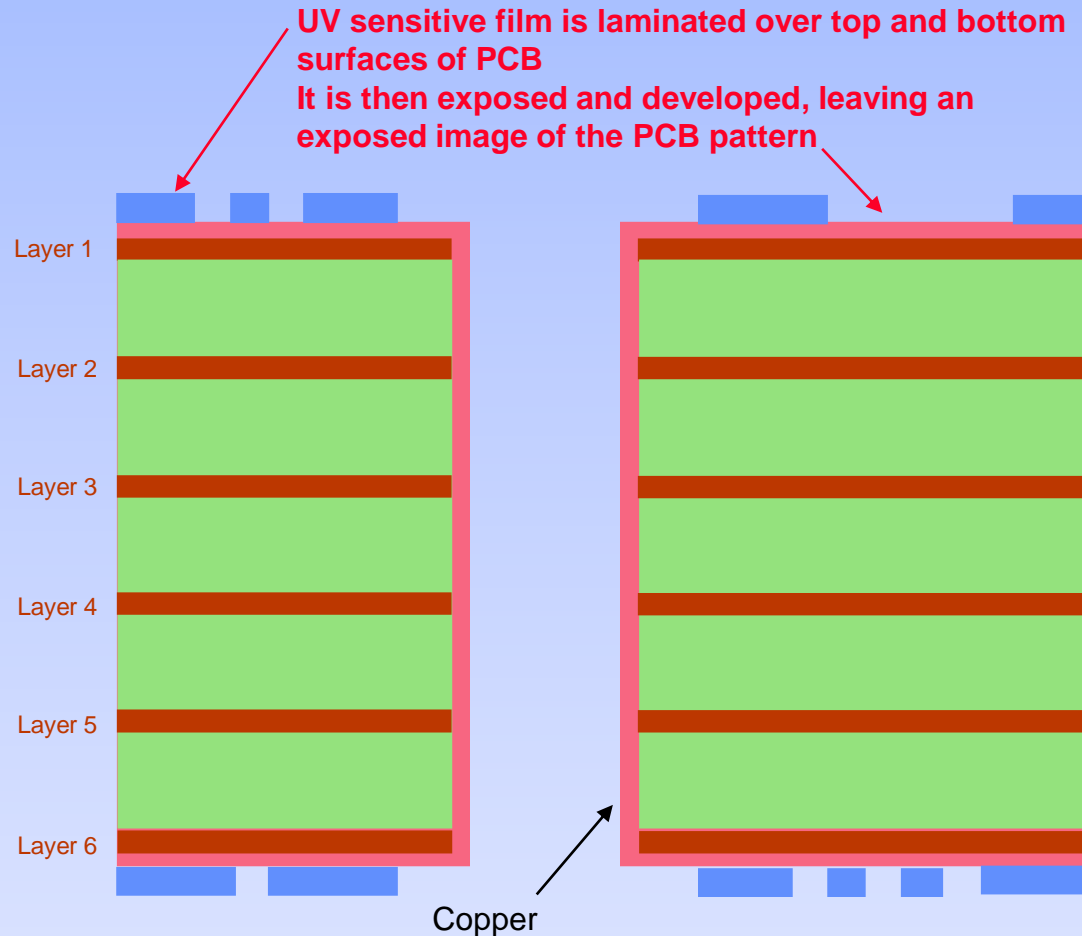 UV sensitive film is laminated over top and bottom
surfaces of PCB
It is then exposed and developed, leaving an
exposed image of the PCB pattern
Layer 1
Layer 2
Layer 3
Layer 4
Layer 5
Layer 6
Copper